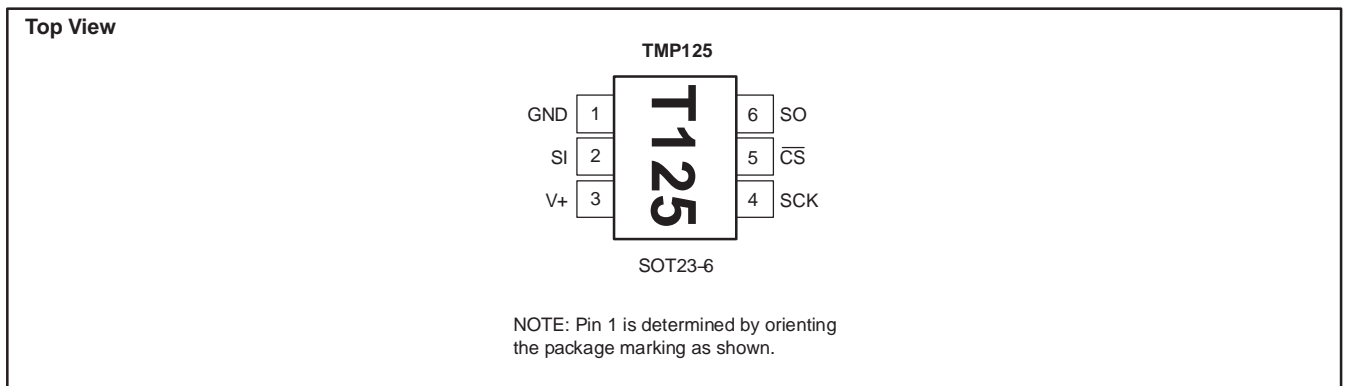 Top View
TMP125
GND 1 6 SO
SI 2 5 C̅S̅
V+ 3 4 SCK
T125
SOT23-6
NOTE: Pin 1 is determined by orienting
the package marking as shown.